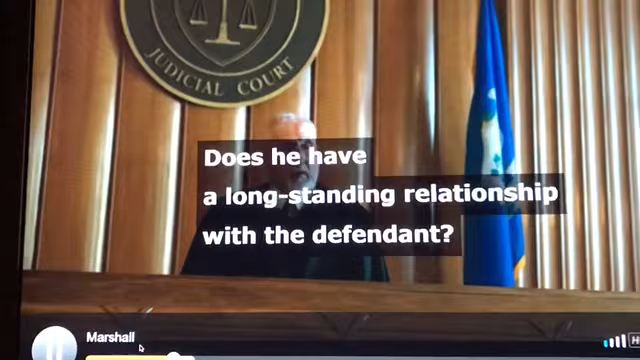 JUDICIAL COURT
Does he have
a long-standing relationship
with the defendant?
Marshall